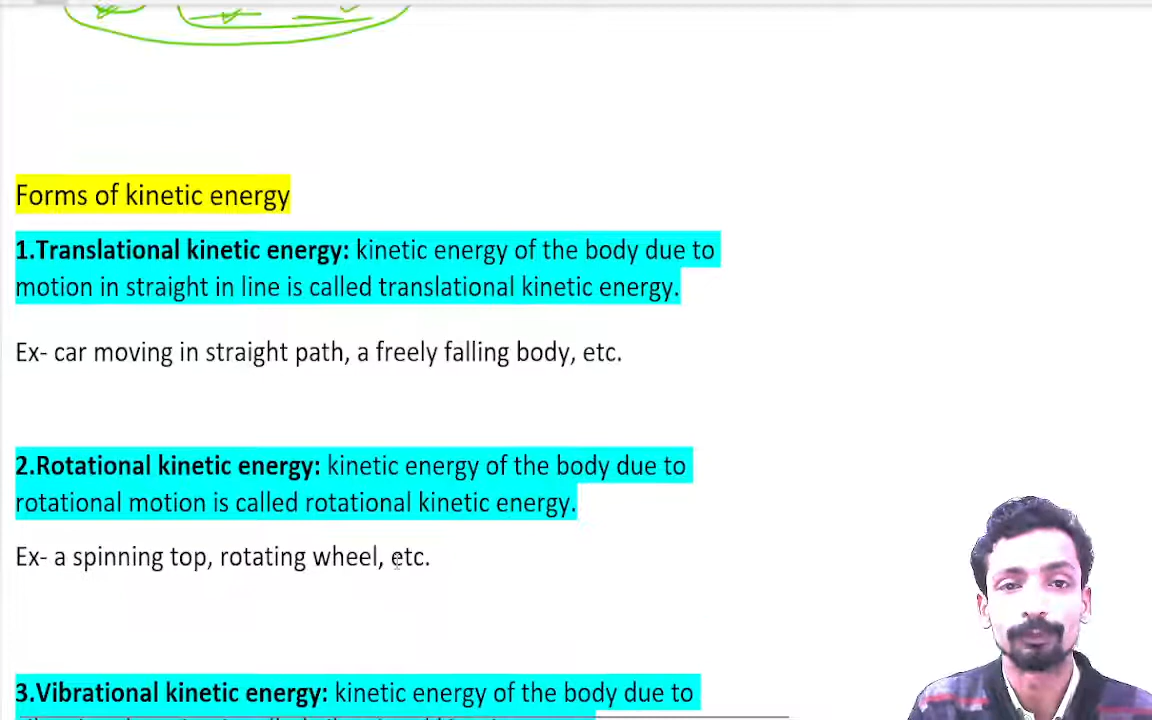 Forms of kinetic energy
1.Translational kinetic energy: kinetic energy of the body due to
motion in straight in line is called translational kinetic energy.
Ex- car moving in straight path, a freely falling body, etc.
2.Rotational kinetic energy: kinetic energy of the body due to
rotational motion is called rotational kinetic energy.
Ex- a spinning top, rotating wheel, etc.
3.Vibrational kinetic energy: kinetic energy of the body due to